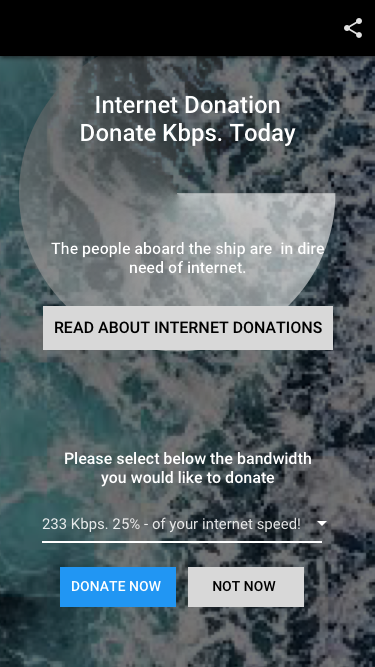 Internet Donation
Donate Kbps. Today
The people aboard the ship are  in dire
need of internet.
READ ABOUT INTERNET DONATIONS
Please select below the bandwidth
you would like to donate
233 Kbps. 25% - of your internet speed!
DONATE NOW
NOT NOW